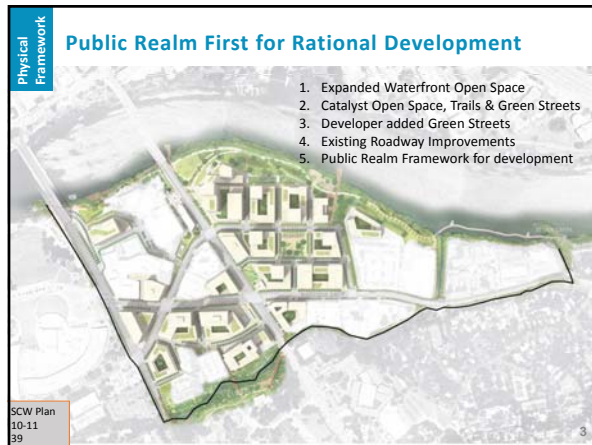 Physical
Framework
Public Realm First for Rational Development
1. Expanded Waterfront Open Space
2. Catalyst Open Space, Trails & Green Streets
3. Developer added Green Streets
4. Existing Roadway Improvements
5. Public Realm Framework for development
SCW Plan
10-11
39
3